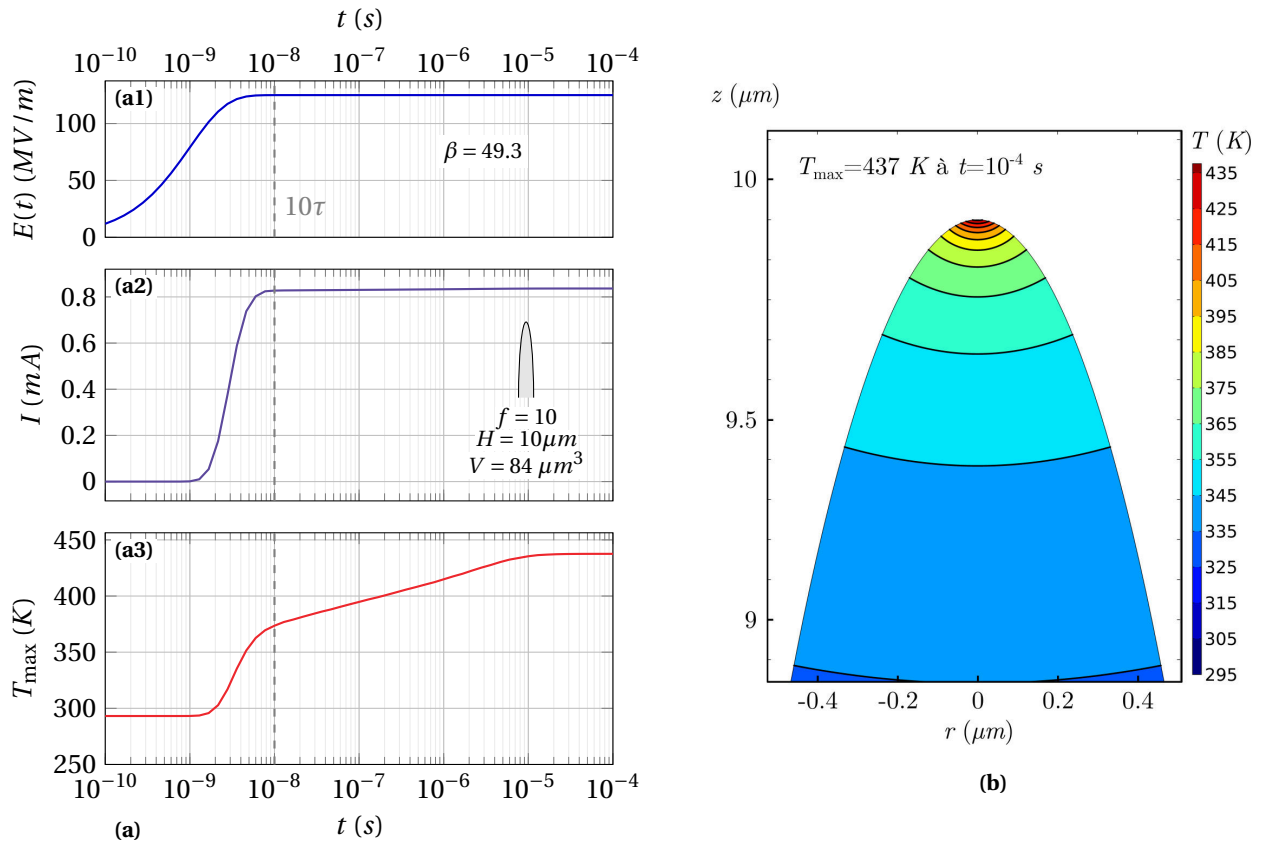 t (s)
10⁻¹⁰ 10⁻⁹ 10⁻⁸ 10⁻⁷ 10⁻⁶ 10⁻⁵ 10⁻⁴
(a1)
E(t) (MV/m)
100
50
0
β = 49.3
10τ
(a2)
I (mA)
0.8
0.6
0.4
0.2
0
f = 10
H = 10μm
V = 84 μm³
(a3)
T_max (K)
450
400
350
300
250
10⁻¹⁰ 10⁻⁹ 10⁻⁸ 10⁻⁷ 10⁻⁶ 10⁻⁵ 10⁻⁴
t (s)
(a)
z (μm)
T_max=437 K à t=10⁻⁴ s
10
9.5
9
-0.4 -0.2 0 0.2 0.4
r (μm)
T (K)
435
425
415
405
395
385
375
365
355
345
335
325
315
305
295
(b)